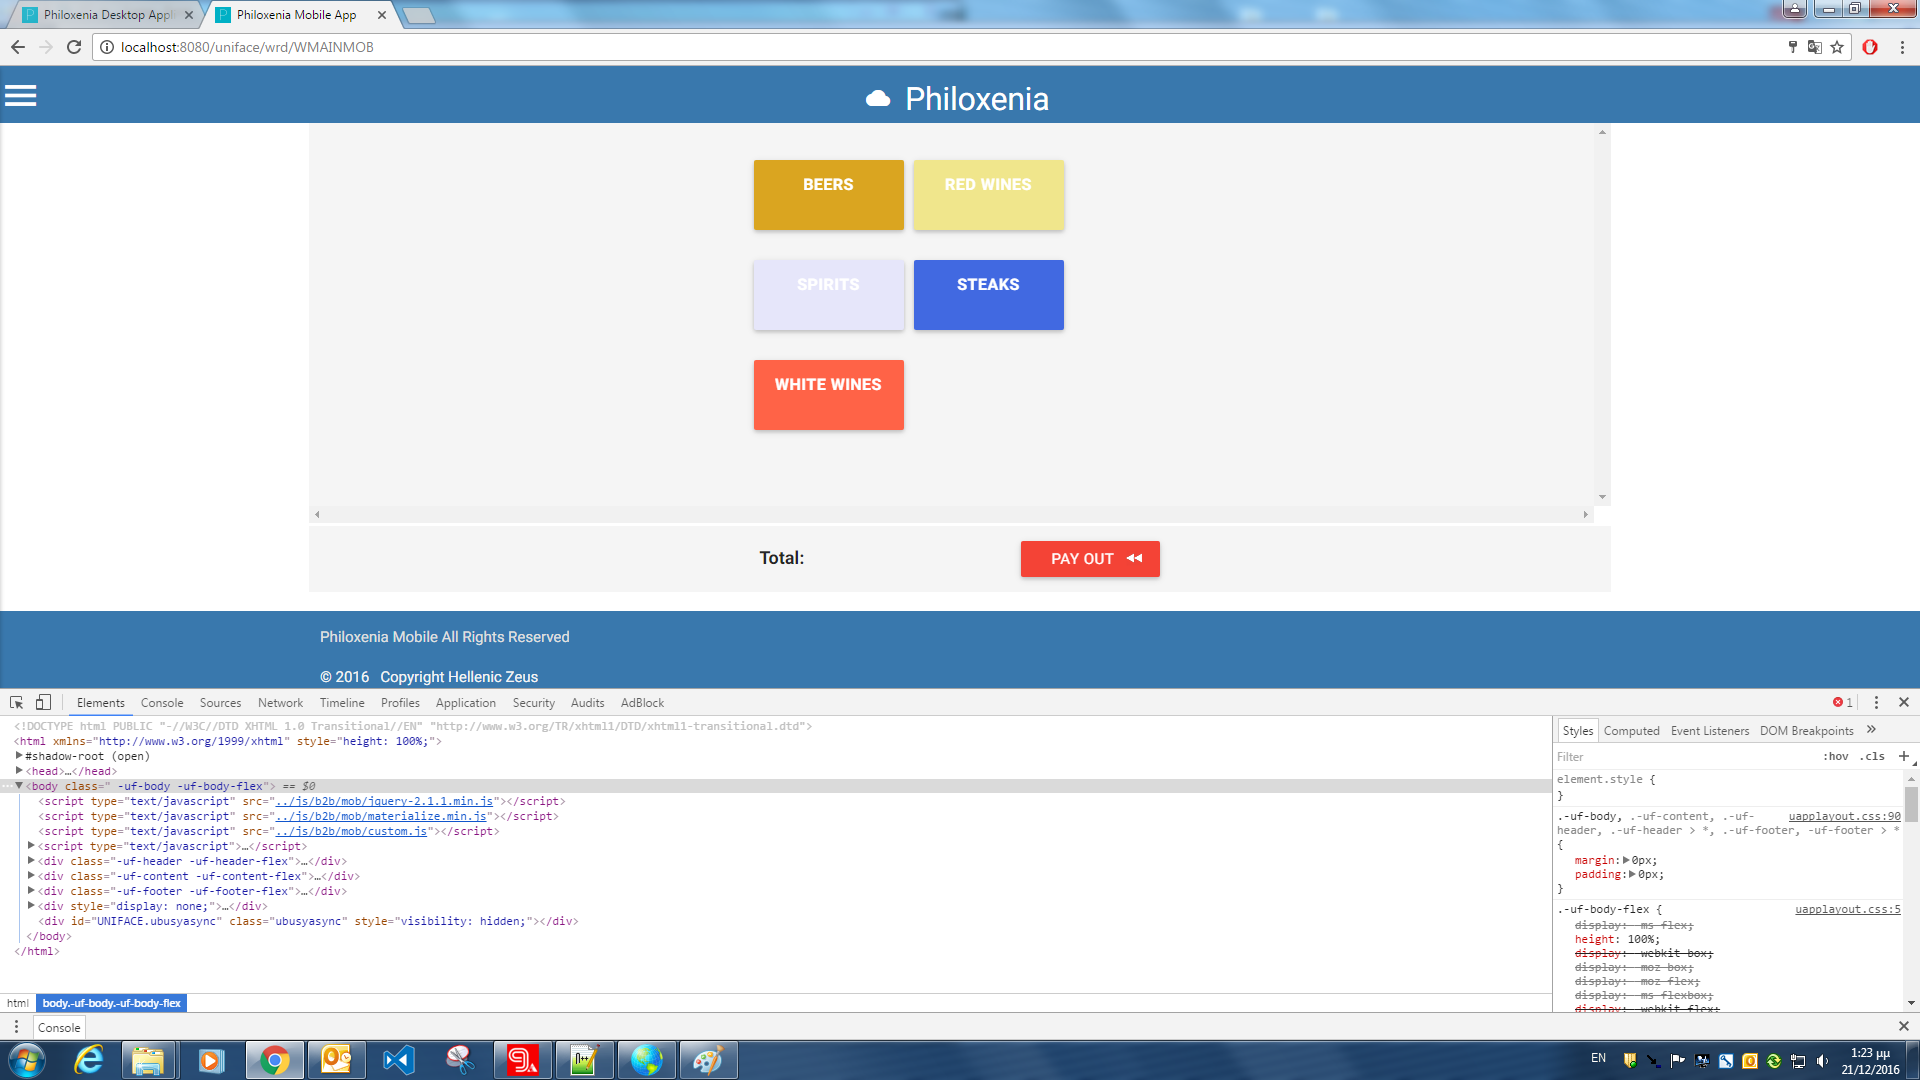 Philoxenia Desktop Appli
Philoxenia Mobile App
localhost:8080/uniface/wrd/WMAINMOB
Philoxenia
BEERS
RED WINES
SPIRITS
STEAKS
WHITE WINES
Total:
PAY OUT
Philoxenia Mobile All Rights Reserved
© 2016 Copyright Hellenic Zeus
Elements Console Sources Network Timeline Profiles Application Security Audits AdBlock
1
<!DOCTYPE html PUBLIC "-//W3C//DTD XHTML 1.0 Transitional//EN" "http://www.w3.org/TR/xhtml1/DTD/xhtml1-transitional.dtd">
<html xmlns="http://www.w3.org/1999/xhtml" style="height: 100%;">
#shadow-root (open)
<head>…</head>
<body class=" -uf-body -uf-body-flex"> == $0
<script type="text/javascript" src="../js/b2b/mob/jquery-2.1.1.min.js"></script>
<script type="text/javascript" src="../js/b2b/mob/materialize.min.js"></script>
<script type="text/javascript" src="../js/b2b/mob/custom.js"></script>
<script type="text/javascript">…</script>
<div class="-uf-header -uf-header-flex">…</div>
<div class="-uf-content -uf-content-flex">…</div>
<div class="-uf-footer -uf-footer-flex">…</div>
<div style="display: none;">…</div>
<div id="UNIFACE.ubusyasync" class="ubusyasync" style="visibility: hidden;"></div>
</body>
</html>
html body.-uf-body.-uf-body-flex
Console
Styles Computed Event Listeners DOM Breakpoints »
Filter :hov .cls +
element.style {
}
.-uf-body, .-uf-content, .-uf- uapplayout.css:90
header, .-uf-header > *, .-uf-footer, -uf-footer > *
{
margin: 0px;
padding: 0px;
}
.-uf-body-flex { uapplayout.css:5
display: -ms-flex;
height: 100%;
display: -webkit-box;
display: -moz-box;
display: -moz-flex;
display: -ms-flexbox;
display: -webkit-flex;
EN
1:23 μμ
21/12/2016